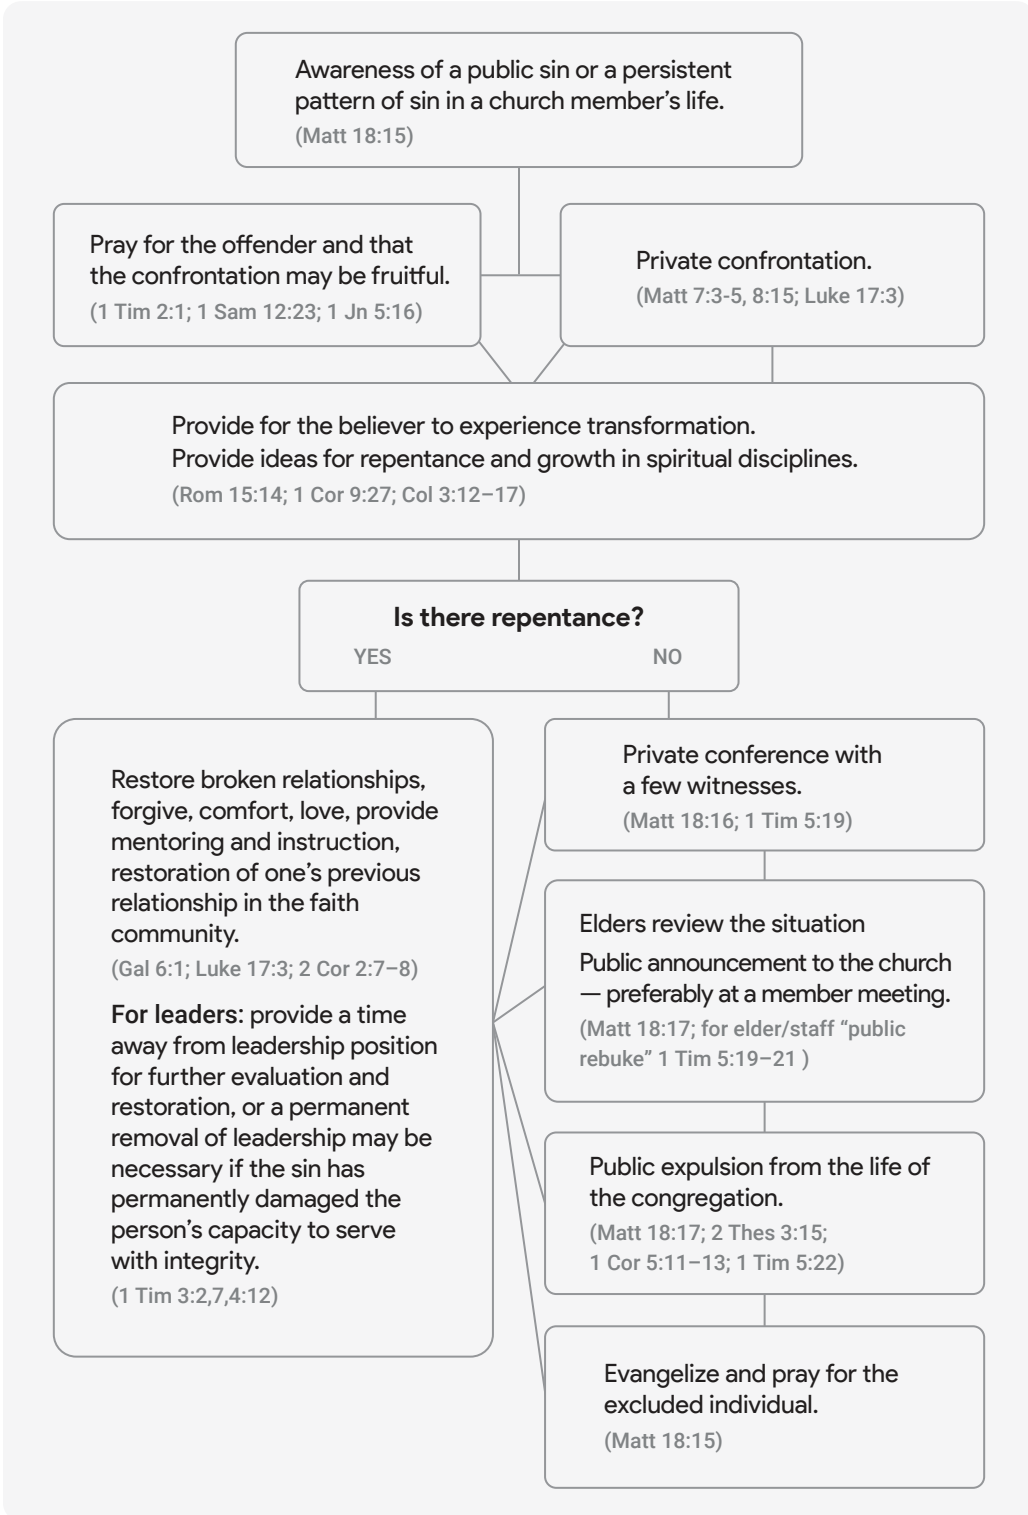 Awareness of a public sin or a persistent
pattern of sin in a church member’s life.
(Matt 18:15)
Pray for the offender and that
the confrontation may be fruitful.
(1 Tim 2:1; 1 Sam 12:23; 1 Jn 5:16)
Private confrontation.
(Matt 7:3-5, 8:15; Luke 17:3)
Provide for the believer to experience transformation.
Provide ideas for repentance and growth in spiritual disciplines.
(Rom 15:14; 1 Cor 9:27; Col 3:12–17)
Is there repentance?
YES
NO
Restore broken relationships,
forgive, comfort, love, provide
mentoring and instruction,
restoration of one’s previous
relationship in the faith
community.
(Gal 6:1; Luke 17:3; 2 Cor 2:7–8)
For leaders: provide a time
away from leadership position
for further evaluation and
restoration, or a permanent
removal of leadership may be
necessary if the sin has
permanently damaged the
person’s capacity to serve
with integrity.
(1 Tim 3:2,7,4:12)
Private conference with
a few witnesses.
(Matt 18:16; 1 Tim 5:19)
Elders review the situation
Public announcement to the church
— preferably at a member meeting.
(Matt 18:17; for elder/staff “public
rebuke” 1 Tim 5:19–21 )
Public expulsion from the life of
the congregation.
(Matt 18:17; 2 Thes 3:15;
1 Cor 5:11–13; 1 Tim 5:22)
Evangelize and pray for the
excluded individual.
(Matt 18:15)